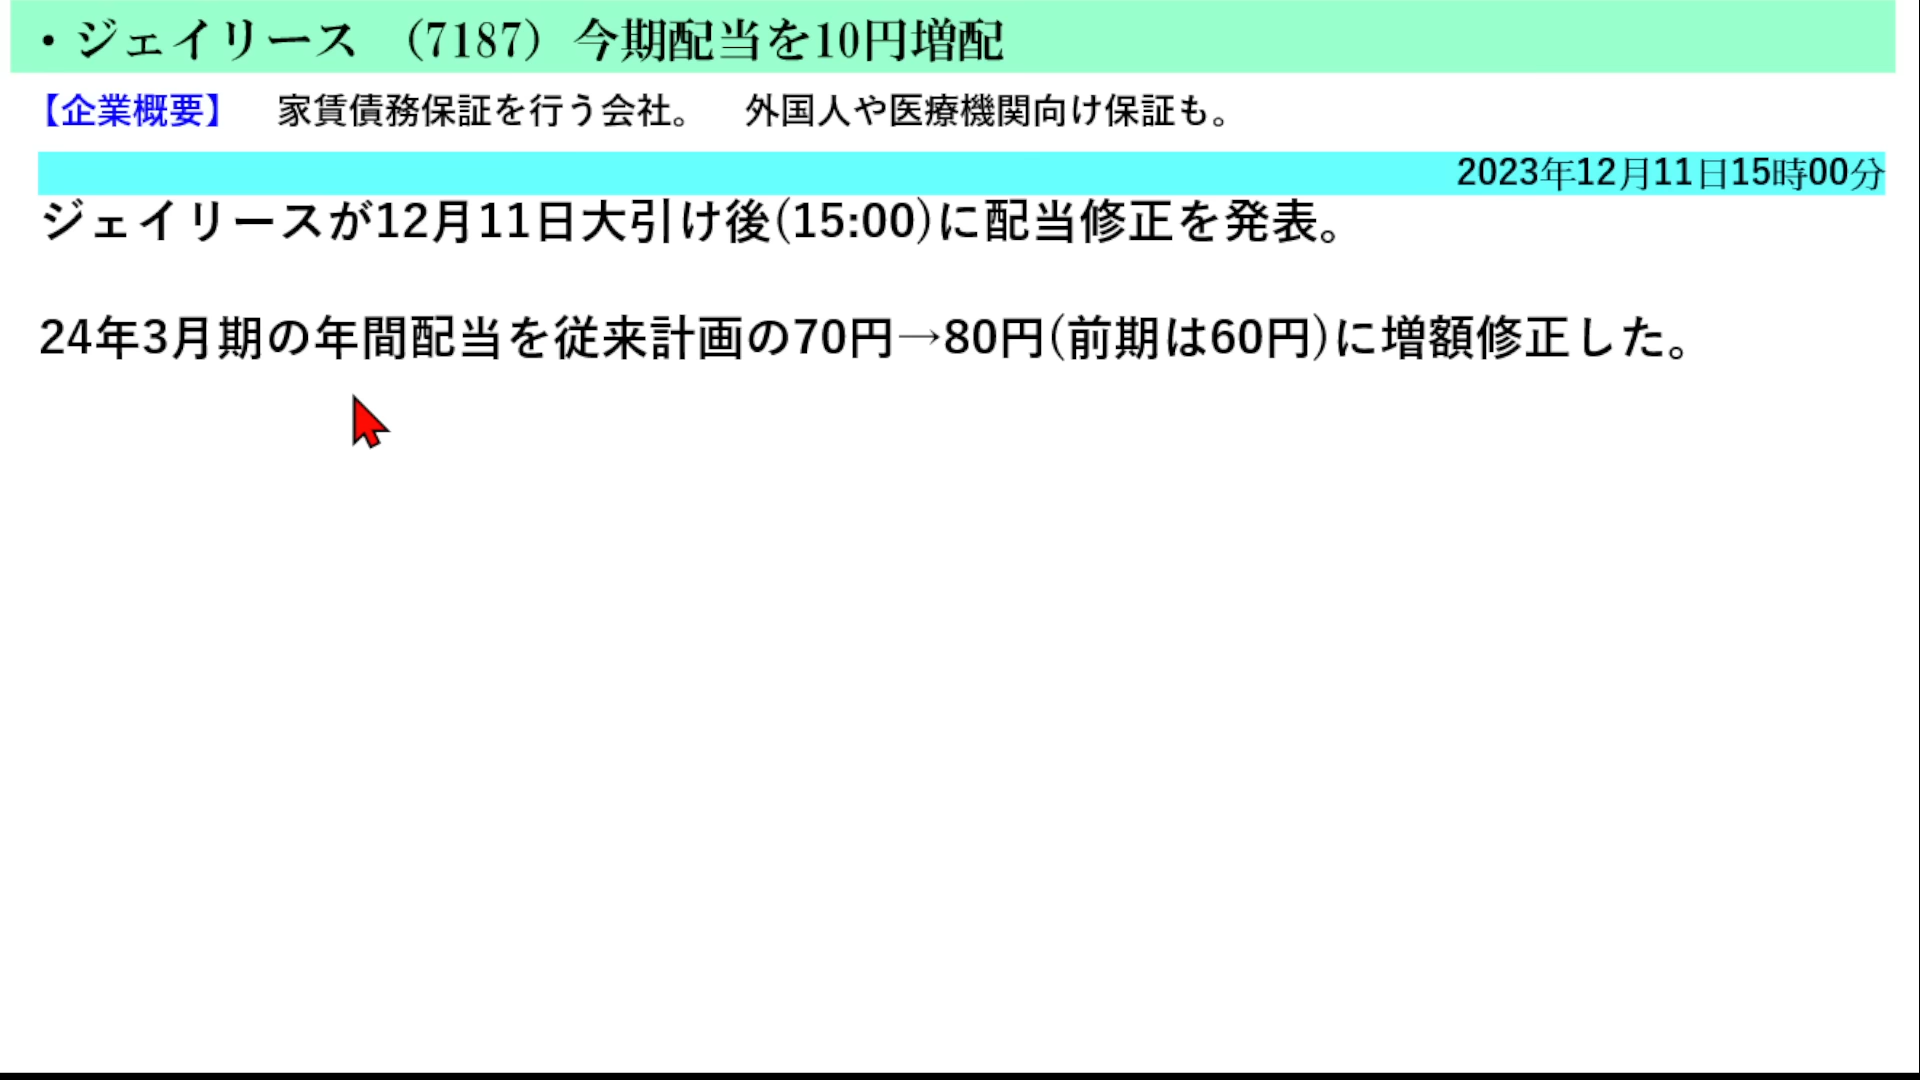 ・ジェイリース （7187）今期配当を10円増配
【企業概要】 家賃債務保証を行う会社。 外国人や医療機関向け保証も。
2023年12月11日15時00分
ジェイリースが12月11日大引け後(15:00)に配当修正を発表。
24年3月期の年間配当を従来計画の70円→80円(前期は60円)に増額修正した。